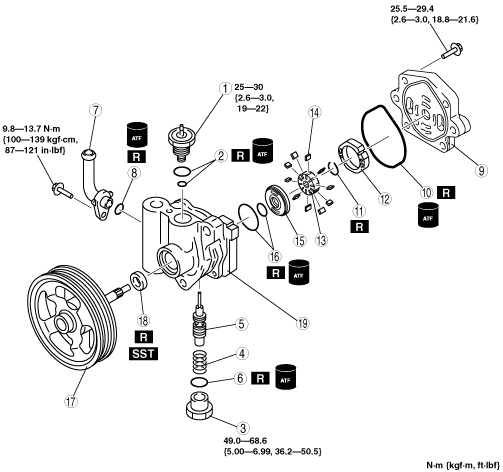 25.5—29.4
{2.6—3.0, 18.8—21.6}
1
25—30
{2.6—3.0,
19—22}
14
7
9.8—13.7 N·m
{100—139 kgf·cm,
87—121 in·lbf}
ATF
R
8
2
R
ATF
9
12
10
R
ATF
11
R
13
15
16
R
ATF
18
R
SST
19
5
4
6
R
ATF
17
3
49.0—68.6
{5.00—6.99, 36.2—50.5}
N·m {kgf·m, ft·lbf}